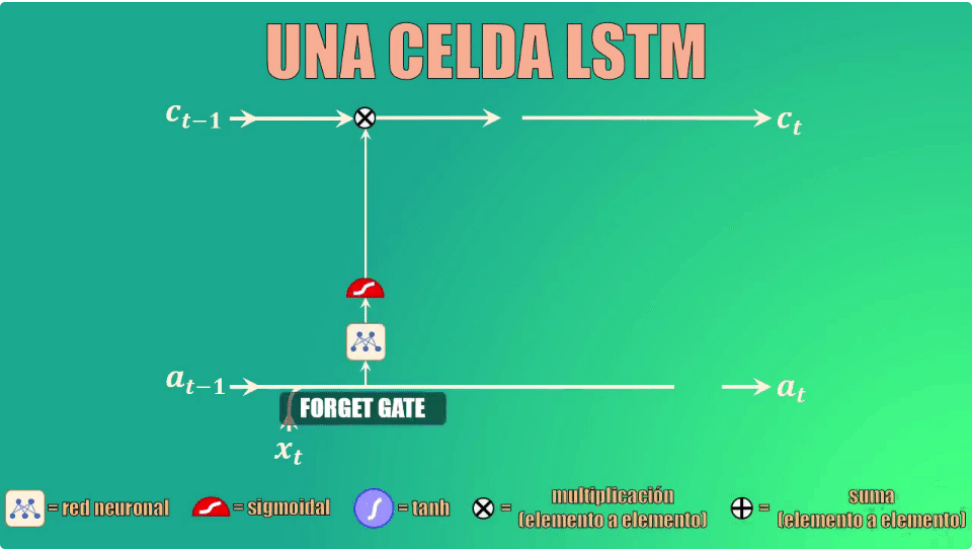 UNA CELDA LSTM
c_{t-1}
c_t
a_{t-1}
a_t
FORGET GATE
x_t
= red neuronal
= sigmoidal
= tanh
= multiplicación
(elemento a elemento)
= suma
(elemento a elemento)